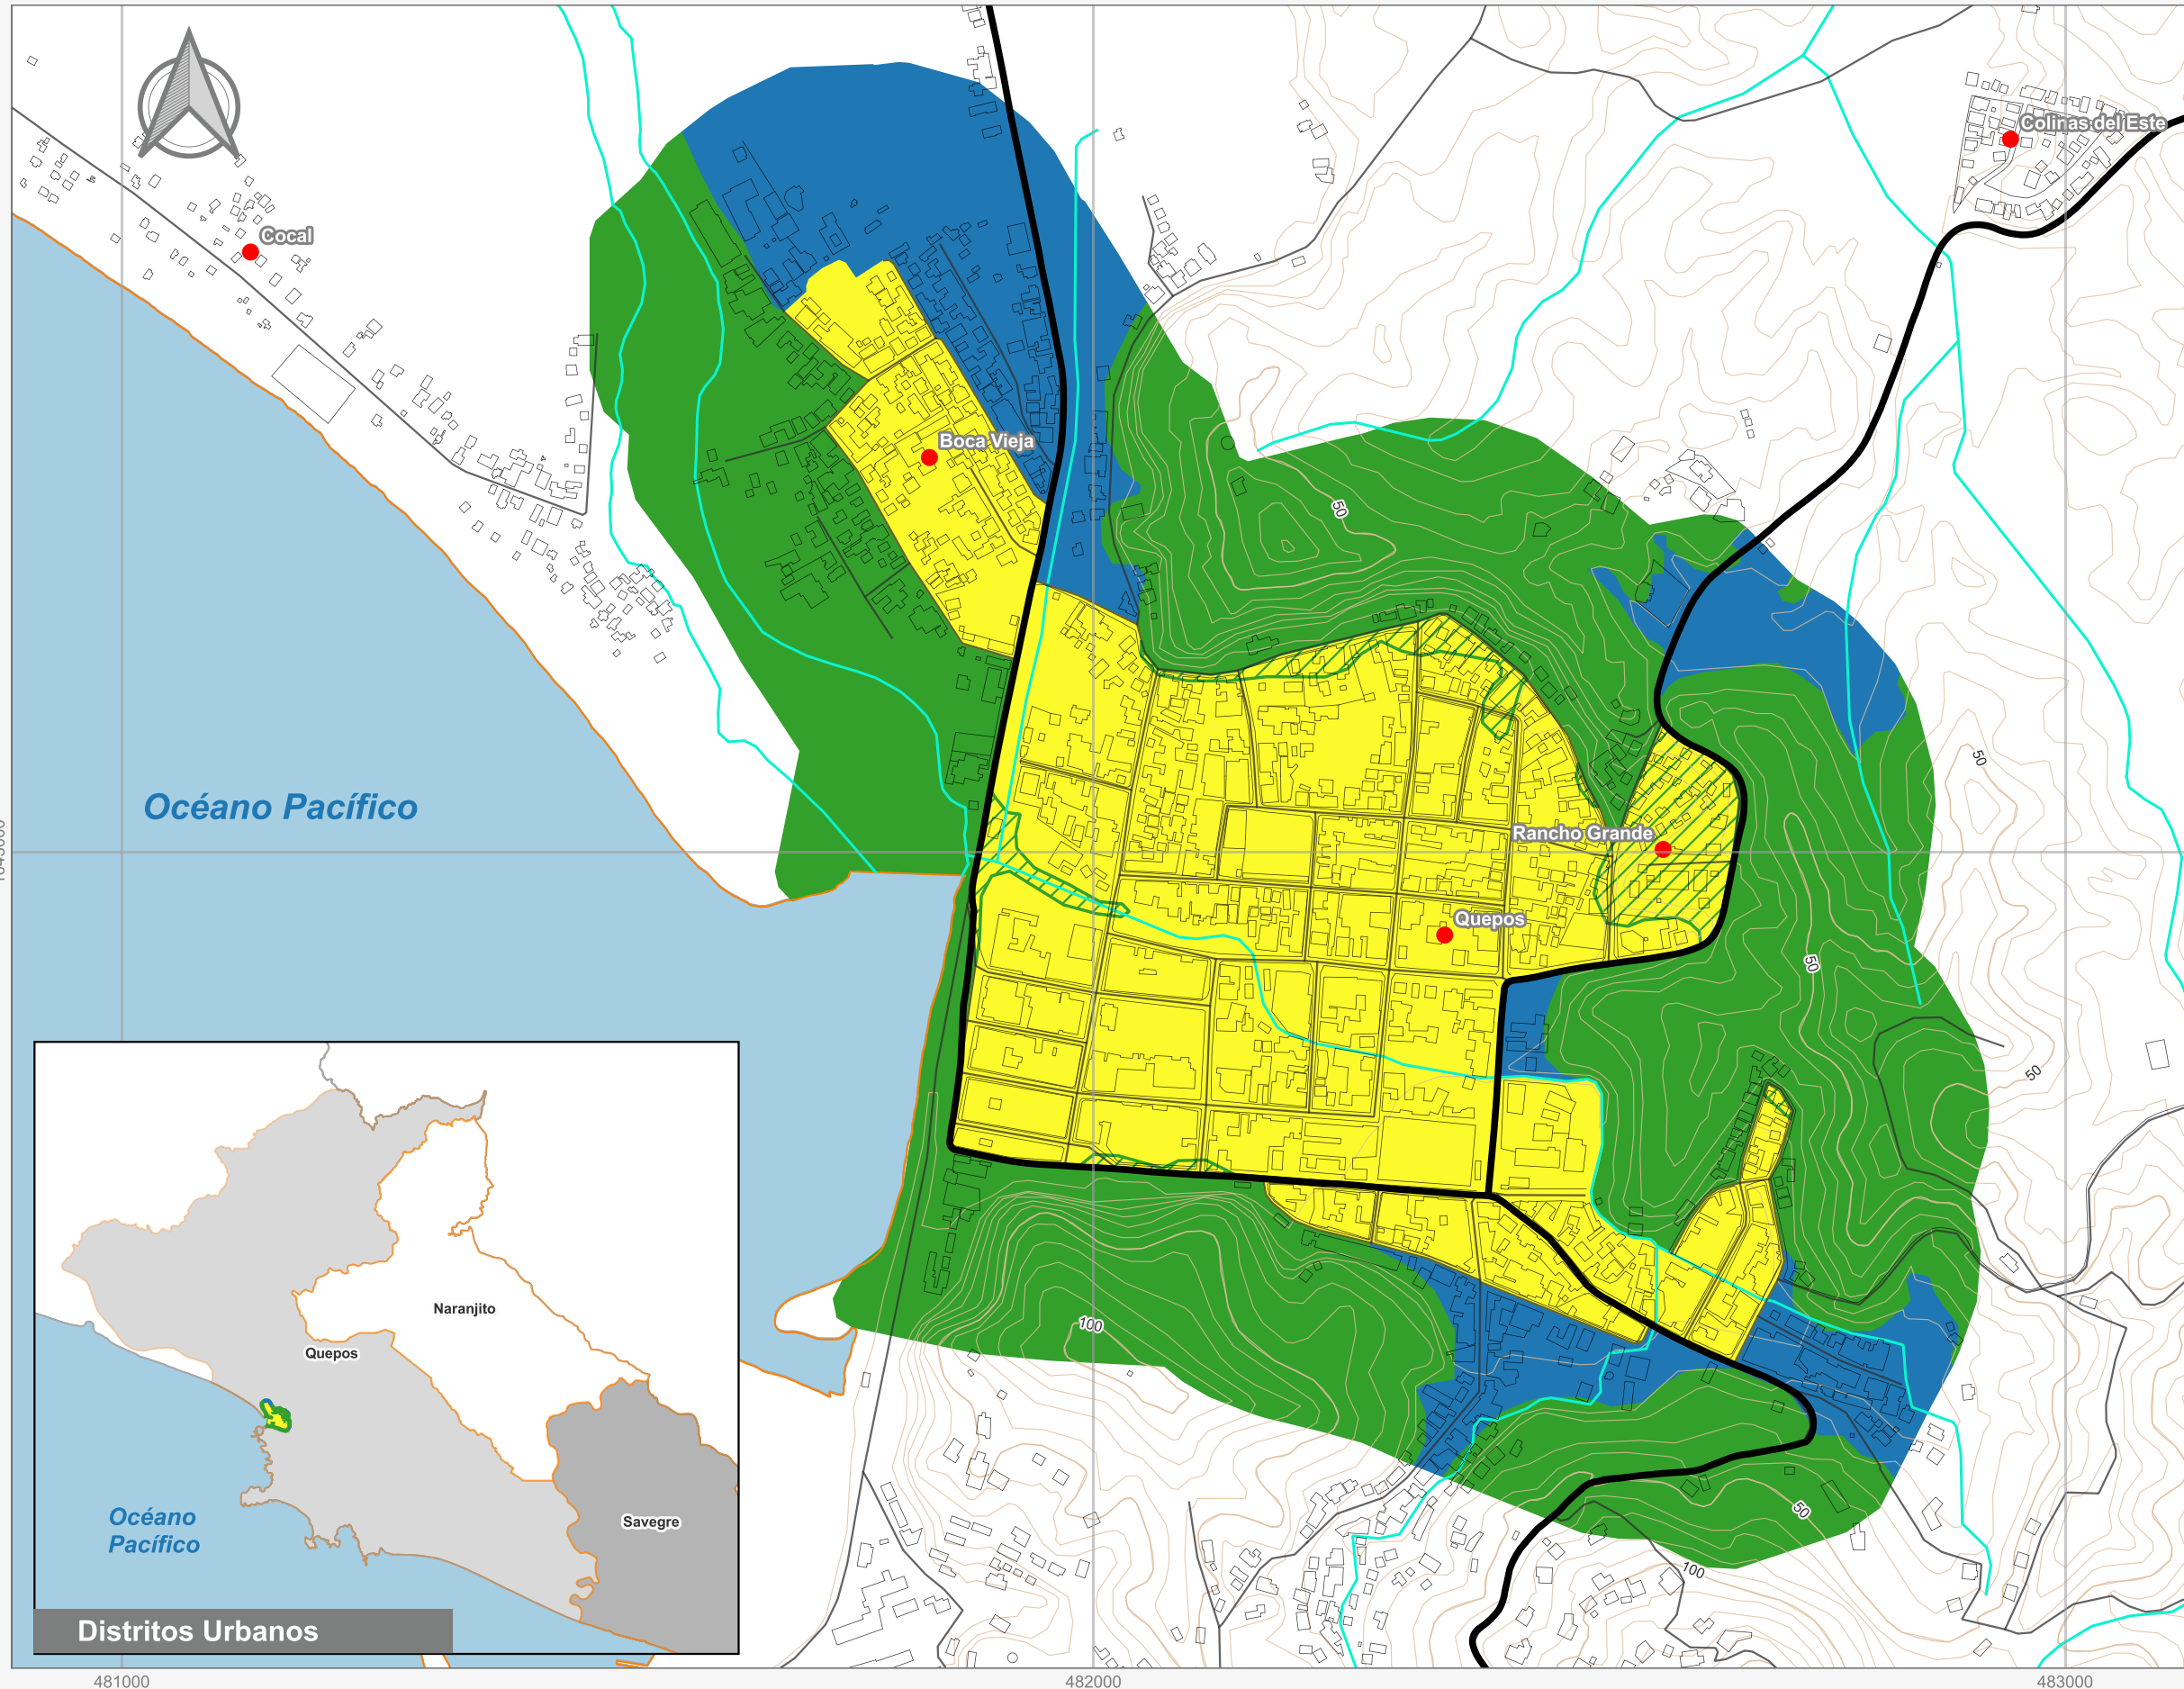 Colinas del Este
Cocal
Boca Vieja
50
50
Océano Pacífico
Rancho Grande
Quepos
50
50
100
50
100
Naranjito
Quepos
Savegre
Océano
Pacífico
Distritos Urbanos
481000
482000
483000